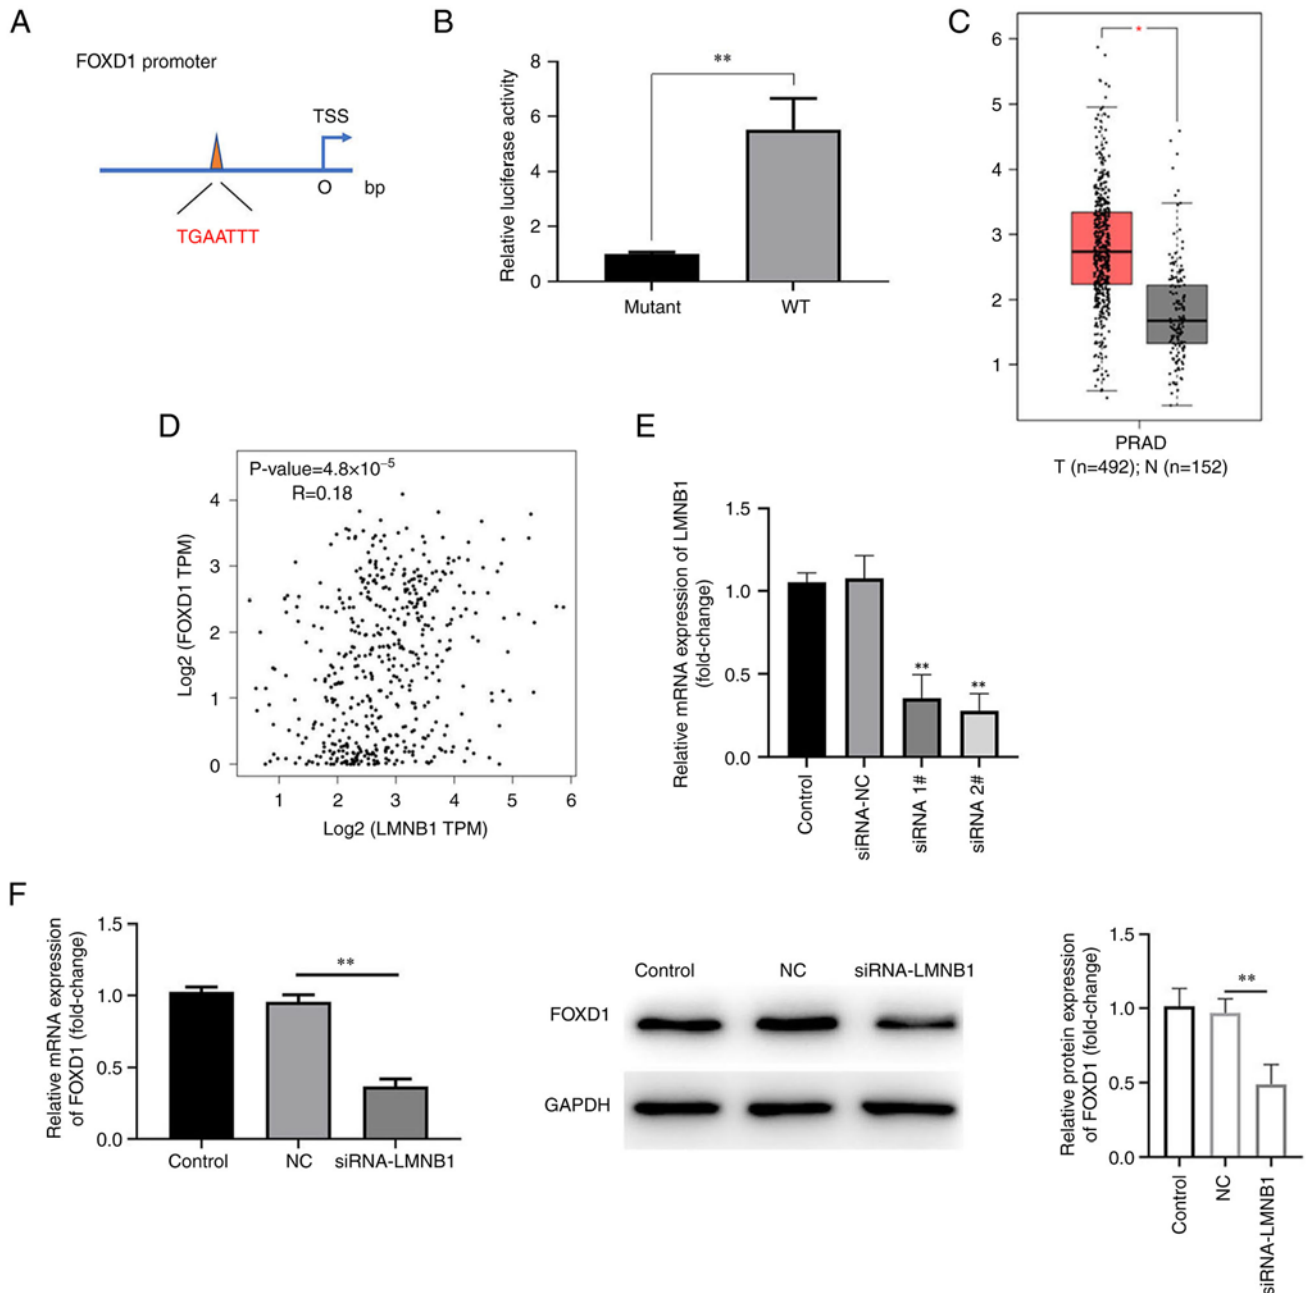 A
FOXD1 promoter
TSS
O
bp
TGAATTT
B
Relative luciferase activity
8
6
4
2
0
**
Mutant
WT
C
6
5
4
3
2
1
*
PRAD
T (n=492); N (n=152)
D
P-value=4.8×10⁻⁵
R=0.18
Log2 (FOXD1 TPM)
4
3
2
1
0
1 2 3 4 5 6
Log2 (LMNB1 TPM)
E
Relative mRNA expression of LMNB1
(fold-change)
1.5
1.0
0.5
0.0
**
**
Control
siRNA-NC
siRNA 1#
siRNA 2#
F
Relative mRNA expression
of FOXD1 (fold-change)
1.5
1.0
0.5
0.0
**
Control
NC
siRNA-LMNB1
Control
NC
siRNA-LMNB1
FOXD1
GAPDH
Relative protein expression
of FOXD1 (fold-change)
1.5
1.0
0.5
0.0
**
Control
NC
siRNA-LMNB1